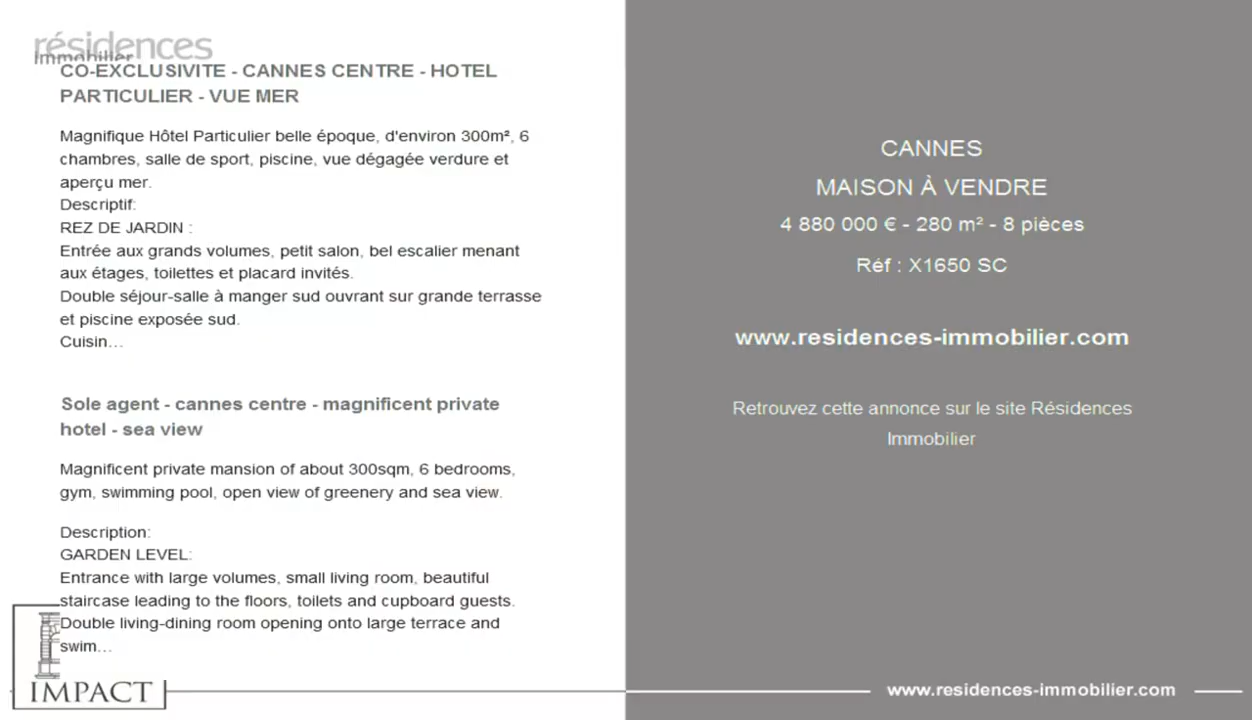 résidences
Immobilier
CO-EXCLUSIVITE - CANNES CENTRE - HOTEL
PARTICULIER - VUE MER
Magnifique Hôtel Particulier belle époque, d'environ 300m², 6
chambres, salle de sport, piscine, vue dégagée verdure et
aperçu mer.
Descriptif:
REZ DE JARDIN :
Entrée aux grands volumes, petit salon, bel escalier menant
aux étages, toilettes et placard invités.
Double séjour-salle à manger sud ouvrant sur grande terrasse
et piscine exposée sud.
Cuisin...
Sole agent - cannes centre - magnificent private
hotel - sea view
Magnificent private mansion of about 300sqm, 6 bedrooms,
gym, swimming pool, open view of greenery and sea view.
Description:
GARDEN LEVEL:
Entrance with large volumes, small living room, beautiful
staircase leading to the floors, toilets and cupboard guests.
Double living-dining room opening onto large terrace and
swim...
IMPACT
CANNES
MAISON À VENDRE
4 880 000 € - 280 m² - 8 pièces
Réf : X1650 SC
www.residences-immobilier.com
Retrouvez cette annonce sur le site Résidences
Immobilier
www.residences-immobilier.com